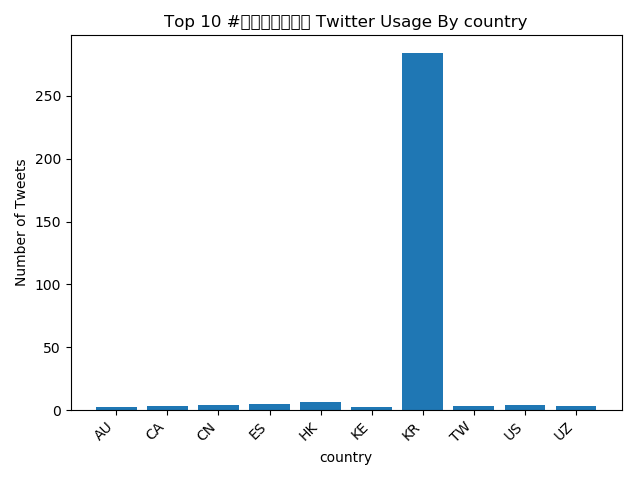 Top 10 # Twitter Usage By country
Number of Tweets
250
200
150
100
50
0
AU
CA
CN
ES
HK
KE
KR
TW
US
UZ
country